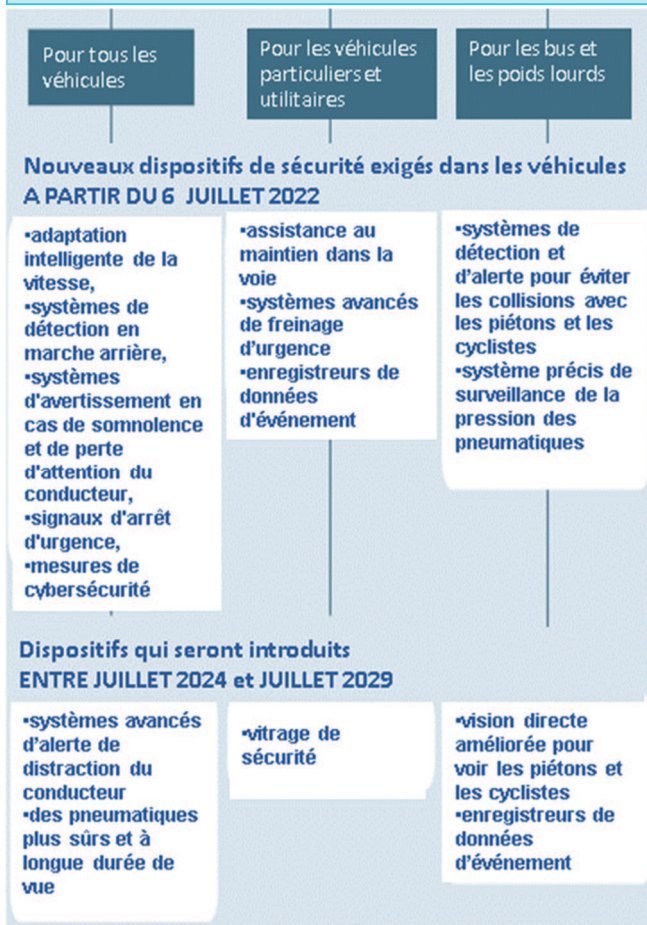 Pour tous les
véhicules
Pour les véhicules
particuliers et
utilitaires
Pour les bus et
les poids lourds
Nouveaux dispositifs de sécurité exigés dans les véhicules
A PARTIR DU 6 JUILLET 2022
•adaptation
intelligente de la
vitesse,
•systèmes de
détection en
marche arrière,
•systèmes
d'avertissement en
cas de somnolence
et de perte
d'attention du
conducteur,
•signaux d'arrêt
d'urgence,
•mesures de
cybersécurité
•assistance au
maintien dans la
voie
•systèmes avancés
de freinage
d'urgence
•enregistreurs de
données
d'événement
•systèmes de
détection et
d'alerte pour éviter
les collisions avec
les piétons et les
cyclistes
•système précis de
surveillance de la
pression des
pneumatiques
Dispositifs qui seront introduits
ENTRE JUILLET 2024 et JUILLET 2029
•systèmes avancés
d'alerte de
distraction du
conducteur
•des pneumatiques
plus sûrs et à
longue durée de
vue
•vitrage de
sécurité
•vision directe
améliorée pour
voir les piétons et
les cyclistes
•enregistreurs de
données
d'événement